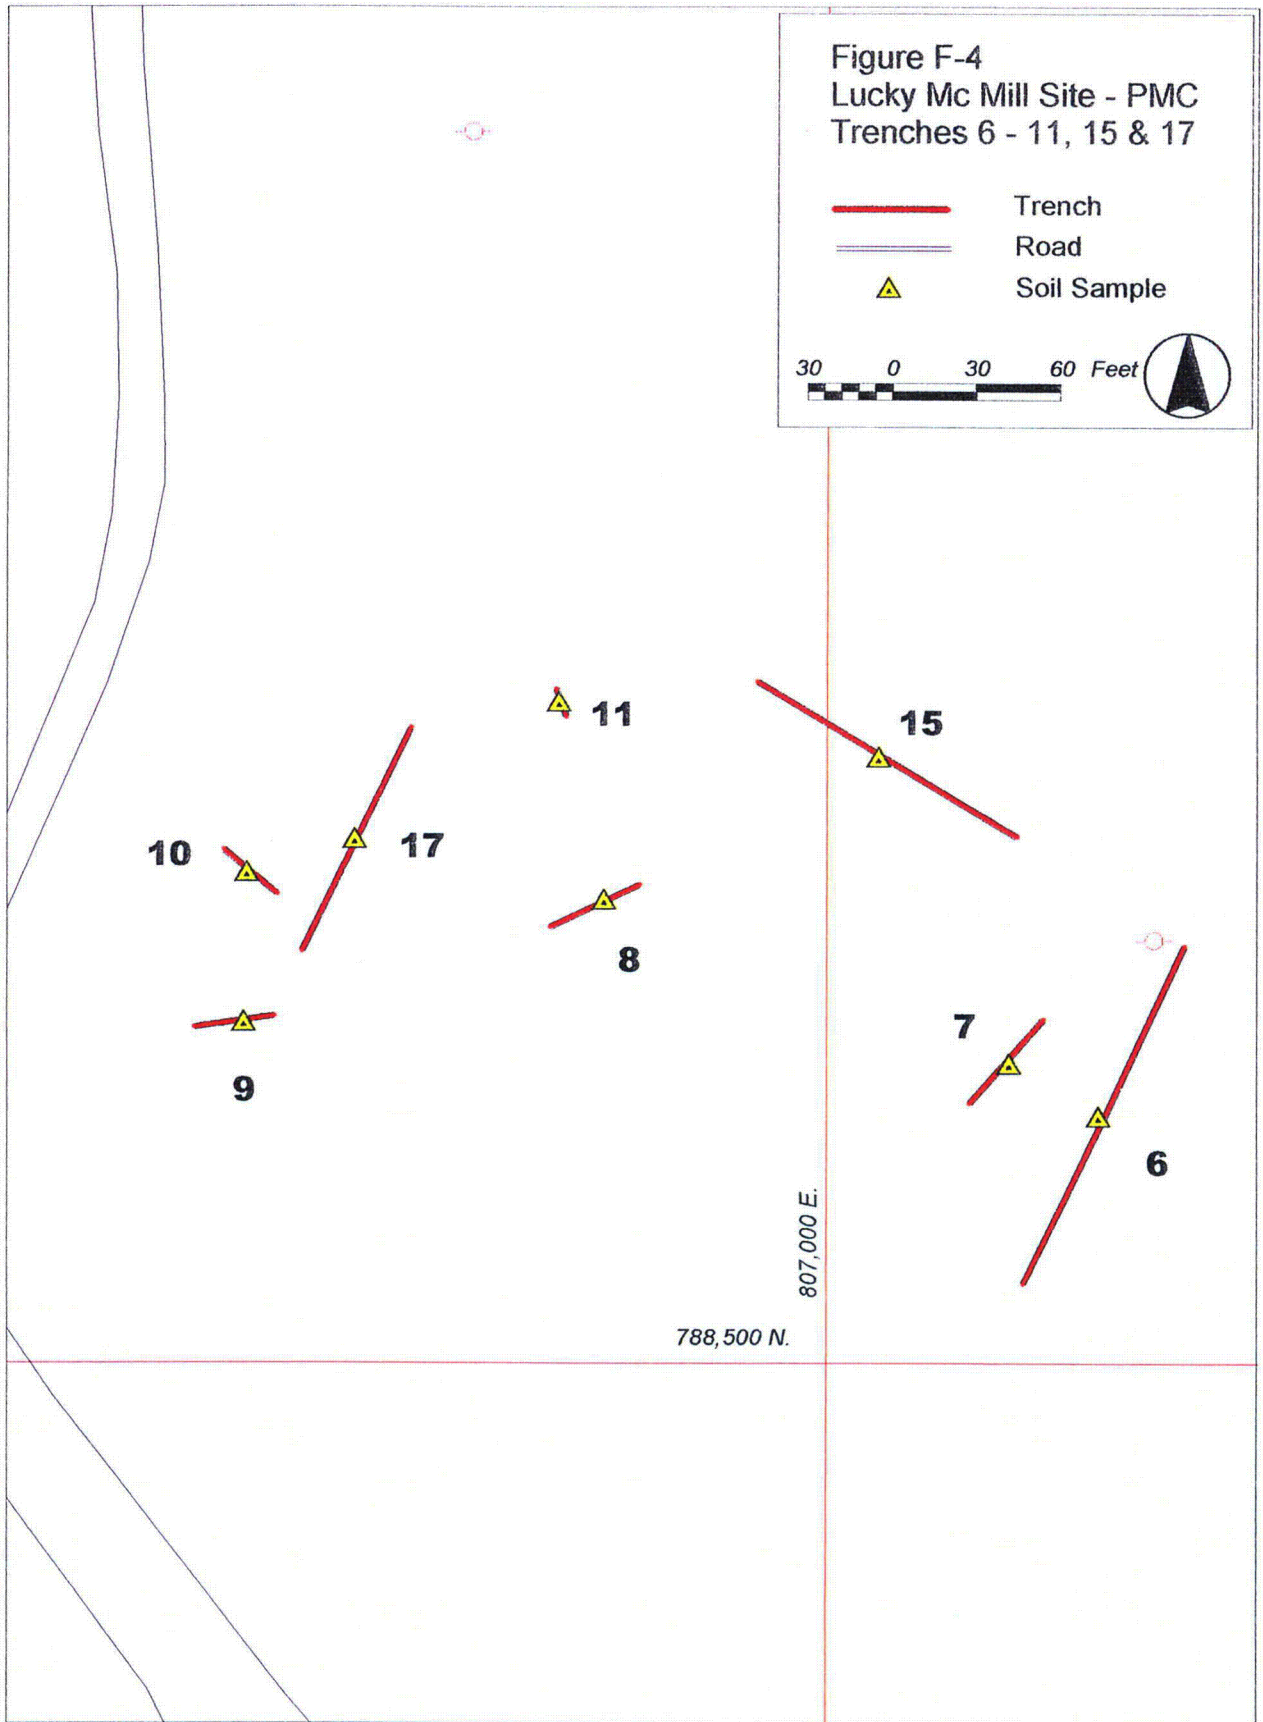 Figure F-4
Lucky Mc Mill Site - PMC
Trenches 6 - 11, 15 & 17
Trench
Road
Soil Sample
30 0 30 60 Feet
11
15
10
17
8
7
9
6
807,000 E.
788,500 N.